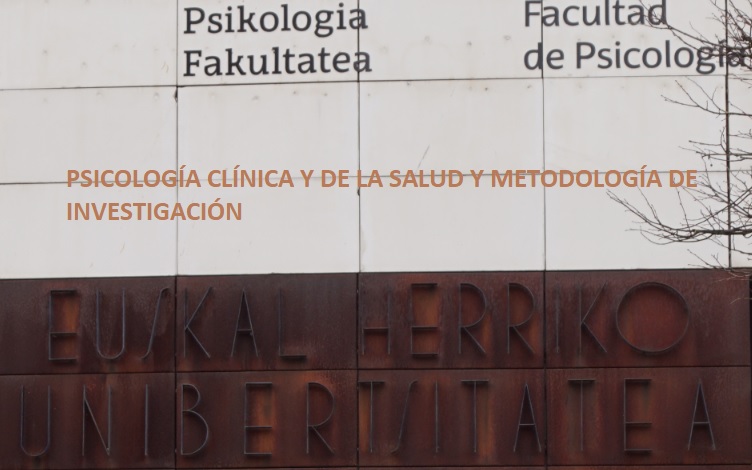 Psikologia
Fakultatea
Facultad
de Psicología
PSICOLOGÍA CLÍNICA Y DE LA SALUD Y METODOLOGÍA DE
INVESTIGACIÓN
EUSKAL HERRIKO
UNIBERTSITATEA